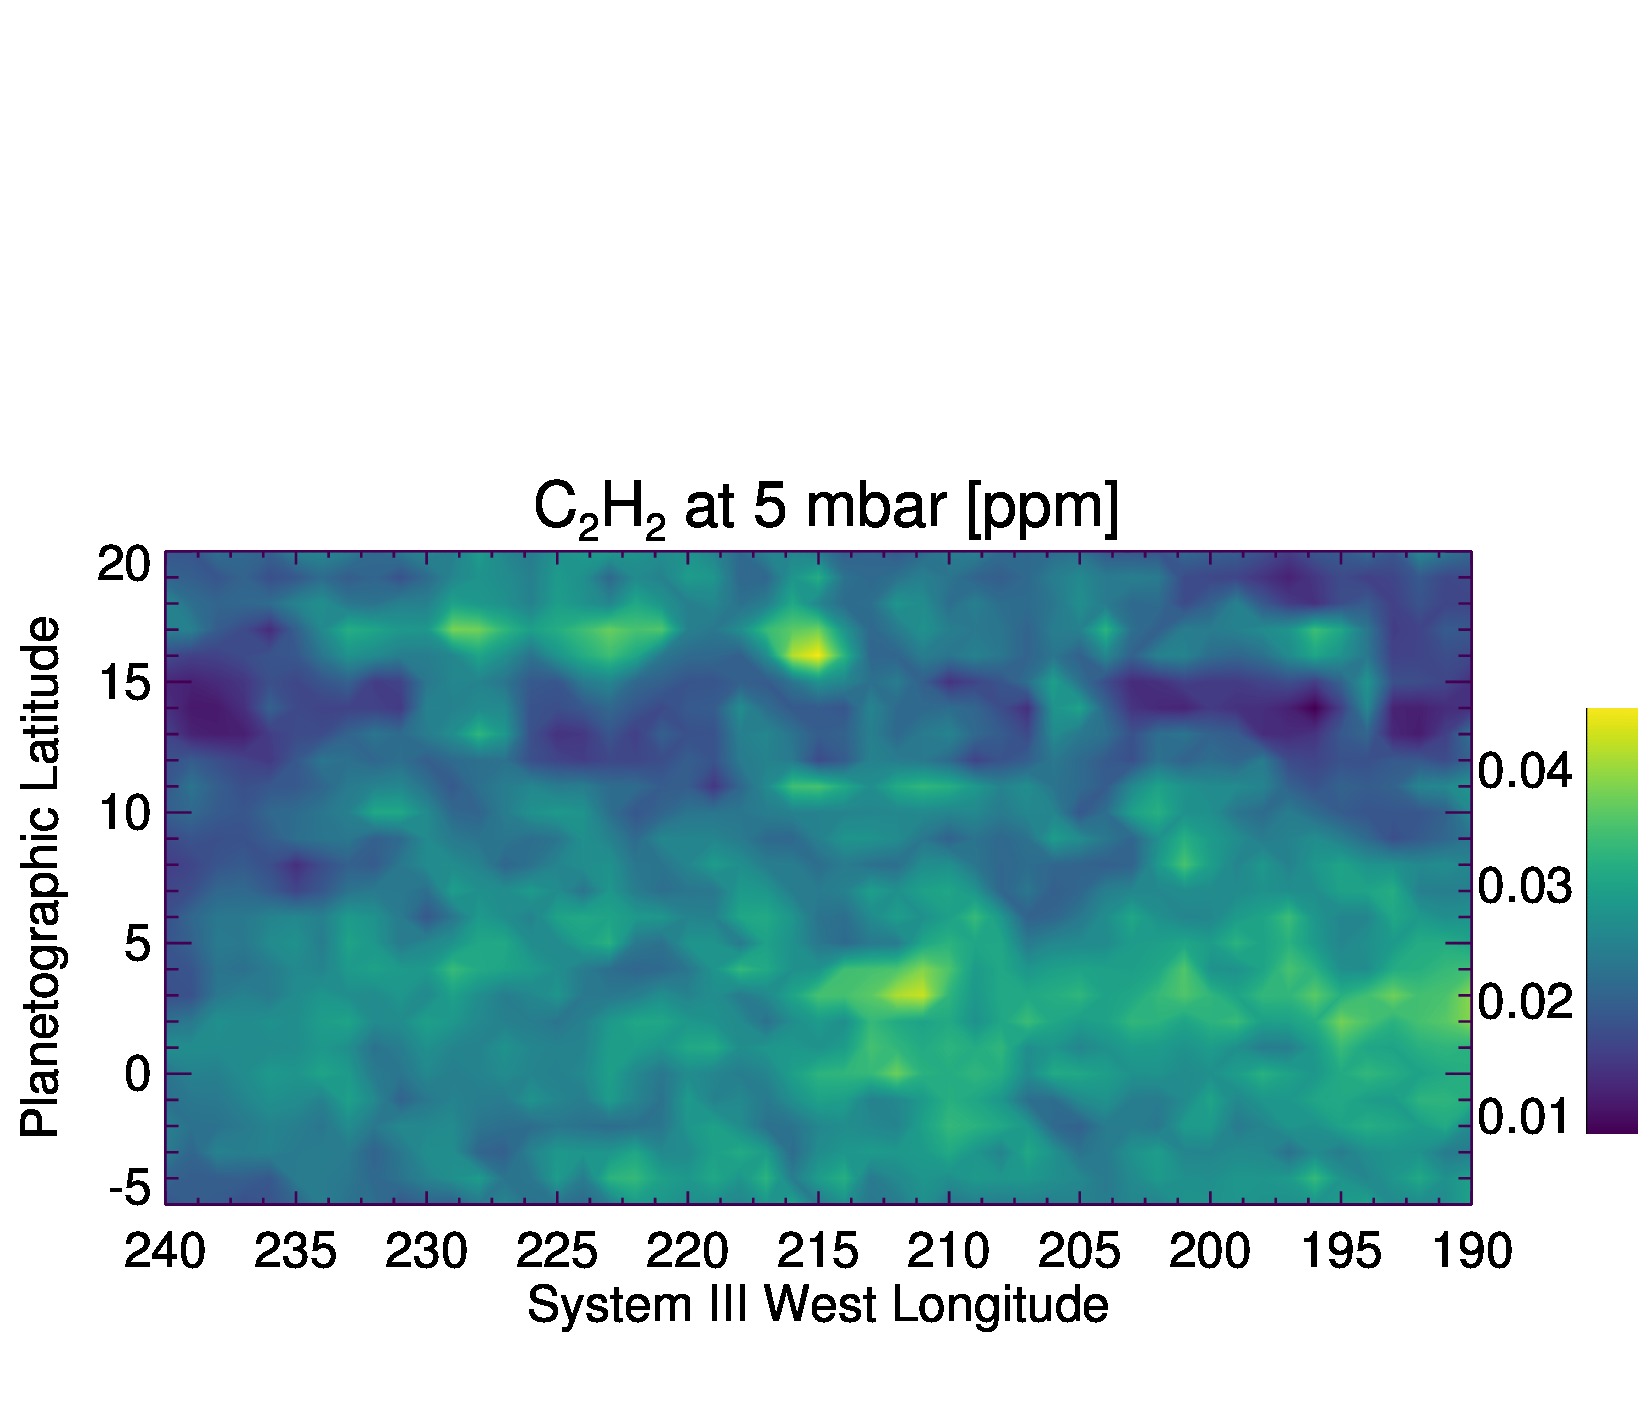 C₂H₂ at 5 mbar [ppm]
20
15
10
5
0
-5
Planetographic Latitude
240 235 230 225 220 215 210 205 200 195 190
System III West Longitude
0.04
0.03
0.02
0.01